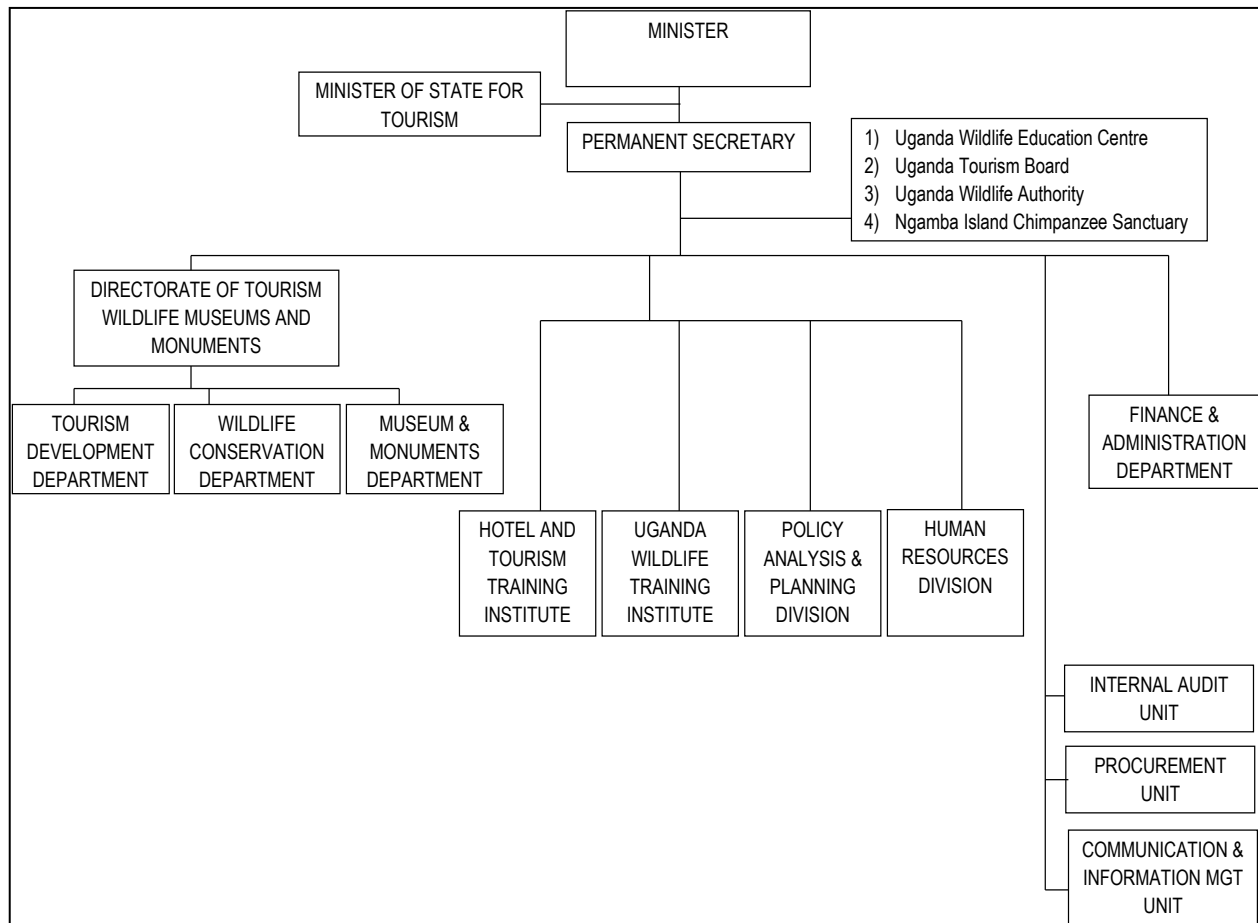 MINISTER
MINISTER OF STATE FOR
TOURISM
PERMANENT SECRETARY
1) Uganda Wildlife Education Centre
2) Uganda Tourism Board
3) Uganda Wildlife Authority
4) Ngamba Island Chimpanzee Sanctuary
DIRECTORATE OF TOURISM
WILDLIFE MUSEUMS AND
MONUMENTS
TOURISM
DEVELOPMENT
DEPARTMENT
WILDLIFE
CONSERVATION
DEPARTMENT
MUSEUM &
MONUMENTS
DEPARTMENT
FINANCE &
ADMINISTRATION
DEPARTMENT
HOTEL AND
TOURISM
TRAINING
INSTITUTE
UGANDA
WILDLIFE
TRAINING
INSTITUTE
POLICY
ANALYSIS &
PLANNING
DIVISION
HUMAN
RESOURCES
DIVISION
INTERNAL AUDIT
UNIT
PROCUREMENT
UNIT
COMMUNICATION &
INFORMATION MGT
UNIT